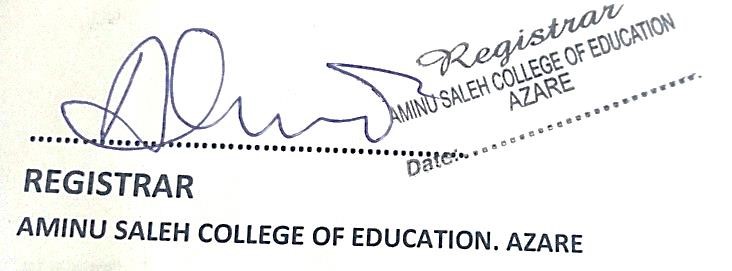 Registrar
AMINU SALEH COLLEGE OF EDUCATION
AZARE
Date:
REGISTRAR
AMINU SALEH COLLEGE OF EDUCATION. AZARE